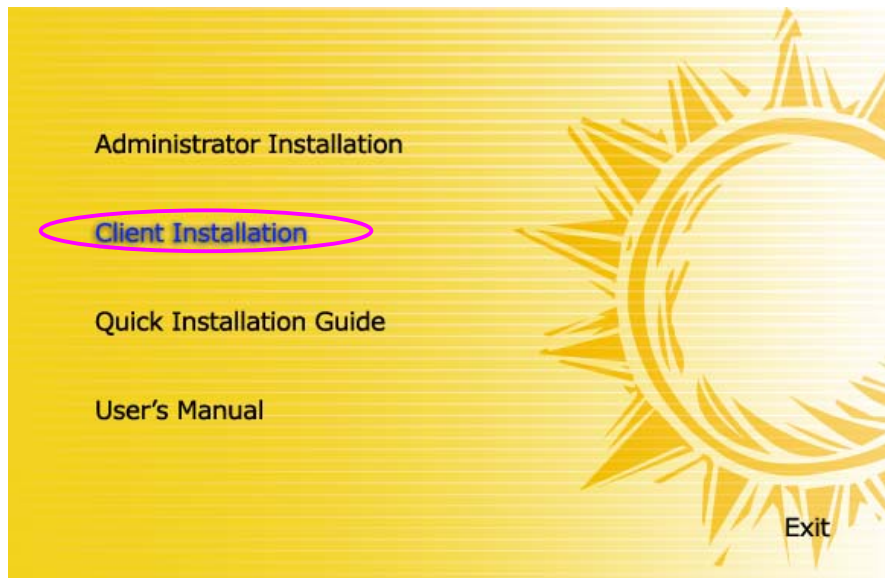 Administrator Installation
Client Installation
Quick Installation Guide
User's Manual
Exit